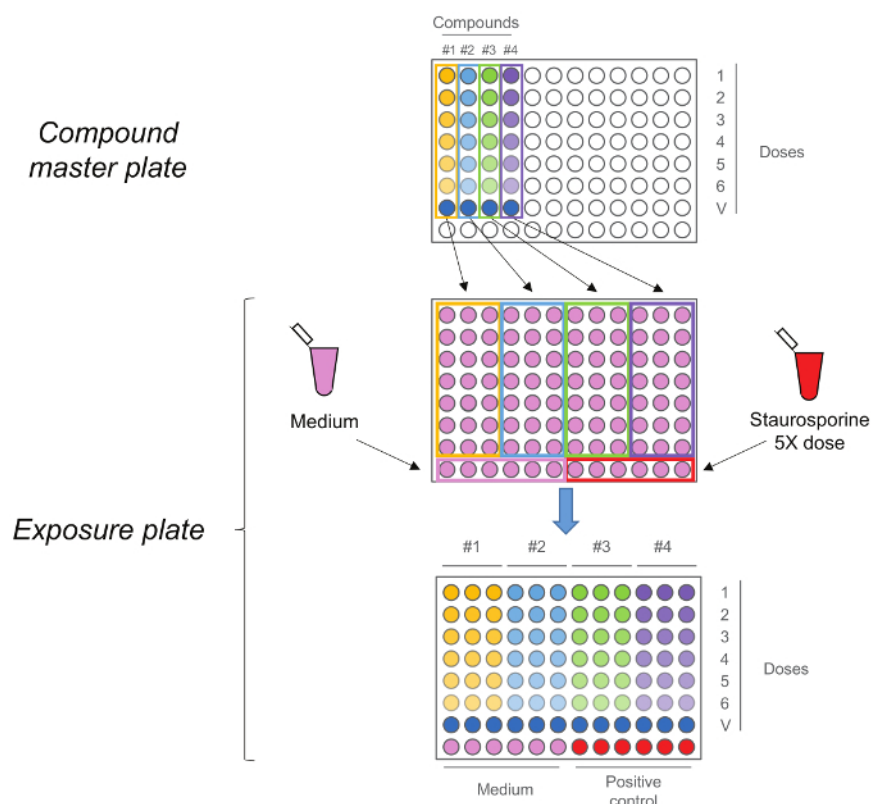 Compounds
#1 #2 #3 #4
Compound
master plate
1
2
3
4
5
6
V
Doses
Medium
Staurosporine
5X dose
Exposure plate
#1 #2 #3 #4
1
2
3
4
5
6
V
Doses
Medium
Positive
control